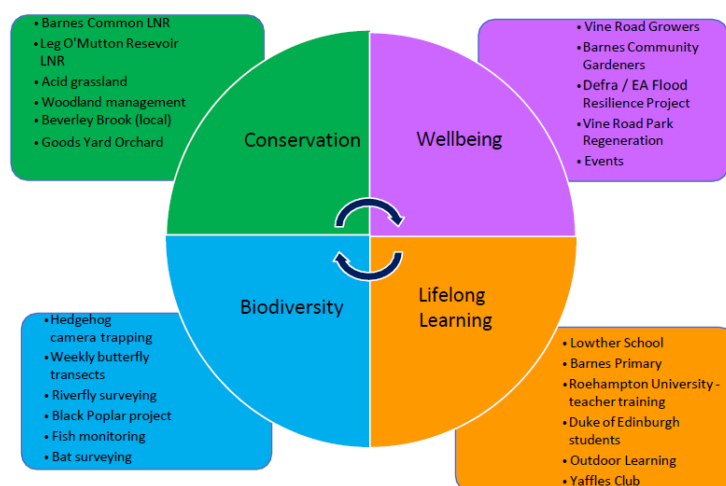 • Barnes Common LNR
• Leg O'Mutton Resevoir
LNR
• Acid grassland
• Woodland management
• Beverley Brook (local)
• Goods Yard Orchard
• Vine Road Growers
• Barnes Community
Gardeners
• Defra / EA Flood
Resilience Project
• Vine Road Park
Regeneration
• Events
Conservation
Wellbeing
Biodiversity
Lifelong
Learning
• Hedgehog
camera trapping
• Weekly butterfly
transects
• Riverfly surveying
• Black Poplar project
• Fish monitoring
• Bat surveying
• Lowther School
• Barnes Primary
• Roehampton University -
teacher training
• Duke of Edinburgh
students
• Outdoor Learning
• Yaffles Club